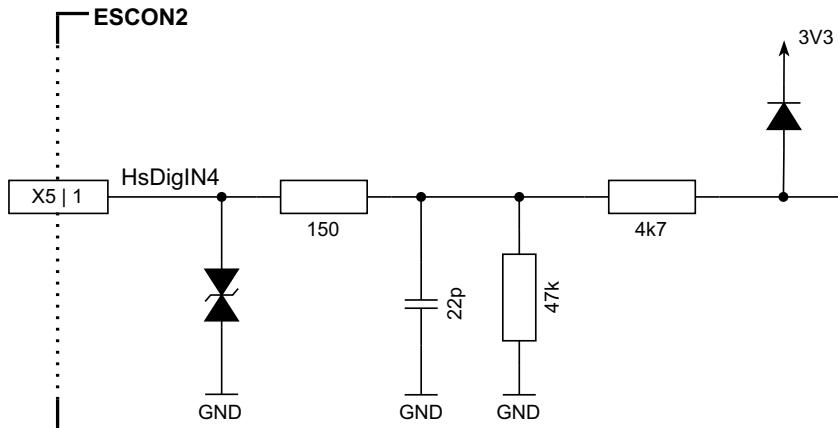 ESCON2
3V3
HsDigIN4
X5 | 1
150
4k7
22p
47k
GND
GND
GND